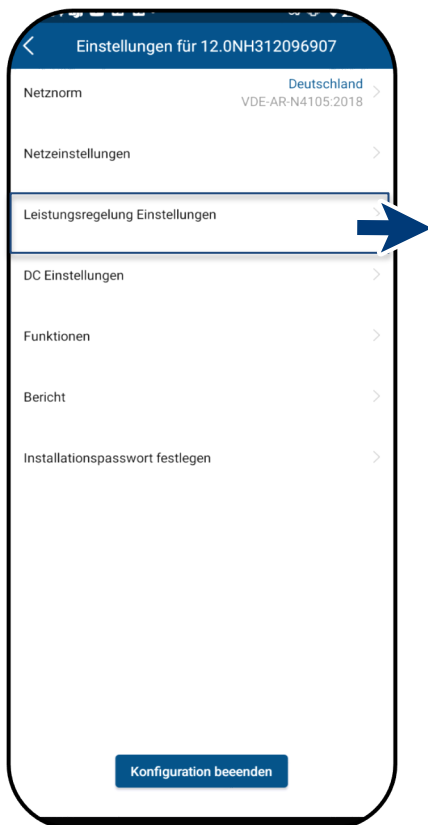 Einstellungen für 12.0NH312096907
Netznorm
Deutschland
VDE-AR-N4105:2018
Netzeinstellungen
Leistungsregelung Einstellungen
DC Einstellungen
Funktionen
Bericht
Installationspasswort festlegen
Konfiguration beeenden